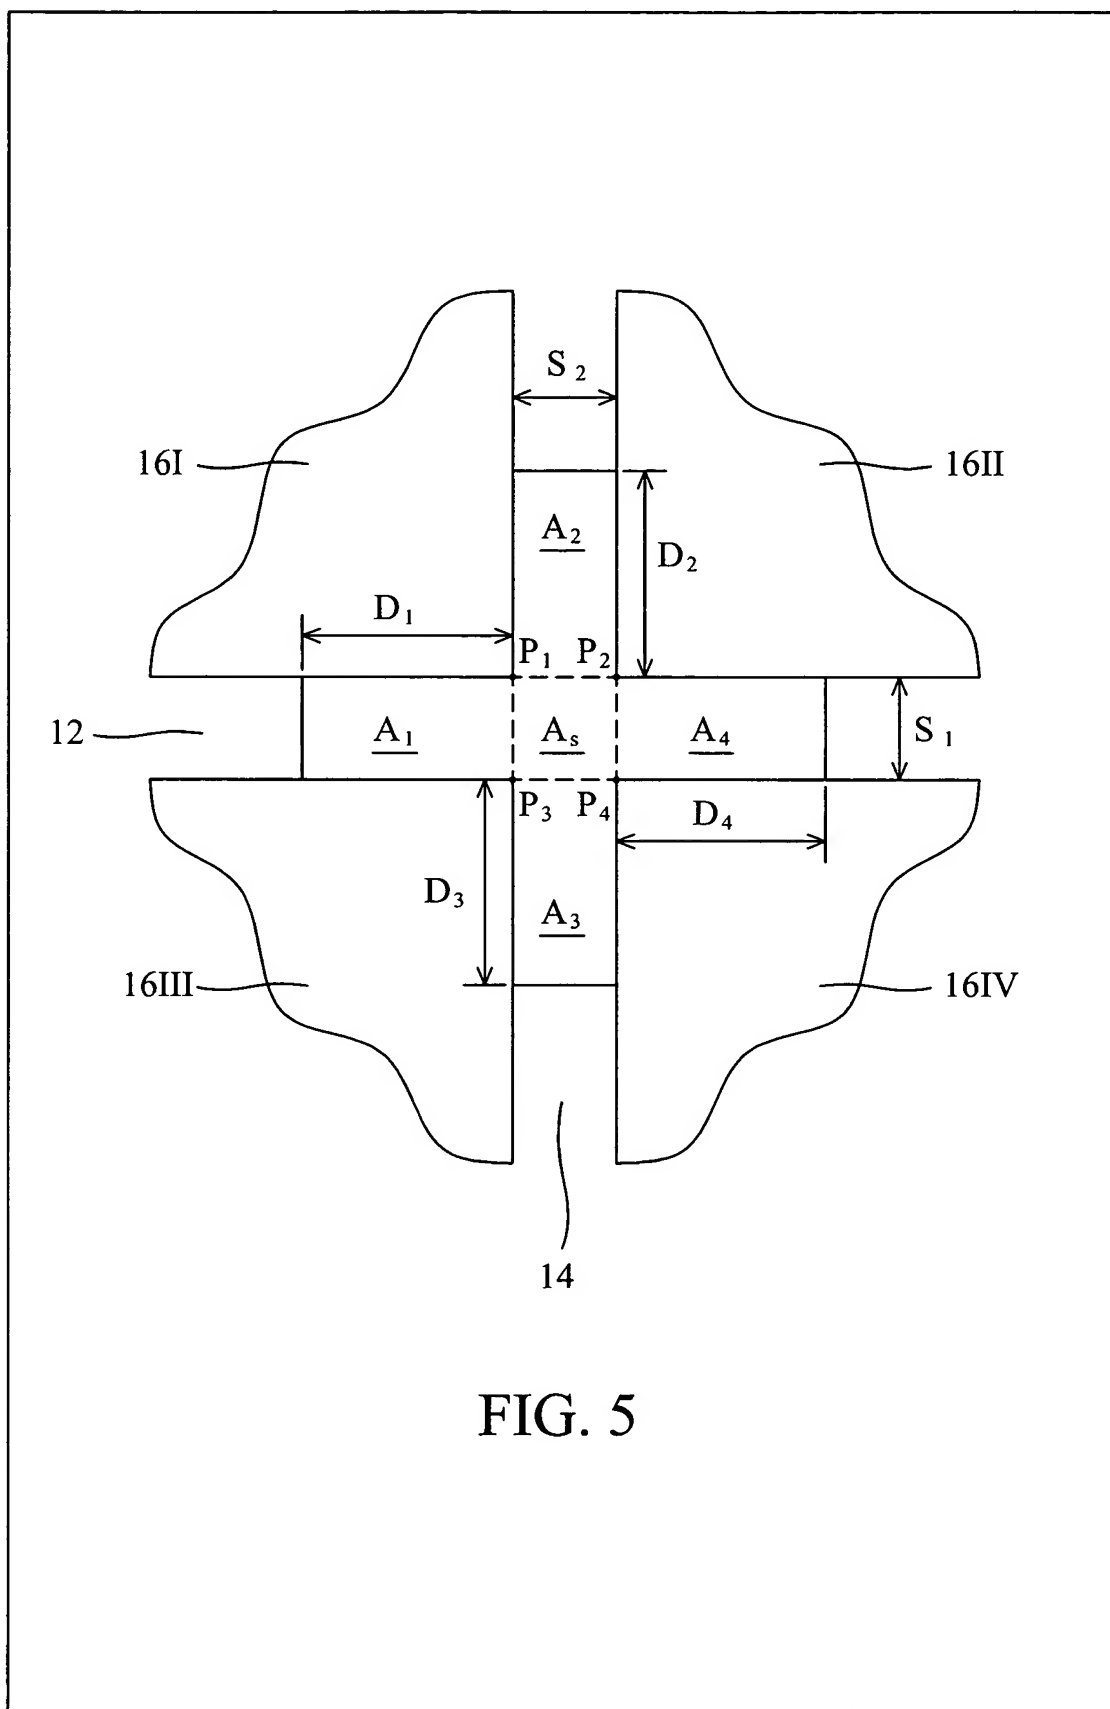 S₂
16I
16II
A₂
D₂
D₁
P₁ P₂
12
A₁ Aₛ A₄
S₁
P₃ P₄
D₄
D₃
A₃
16III
16IV
14
FIG. 5